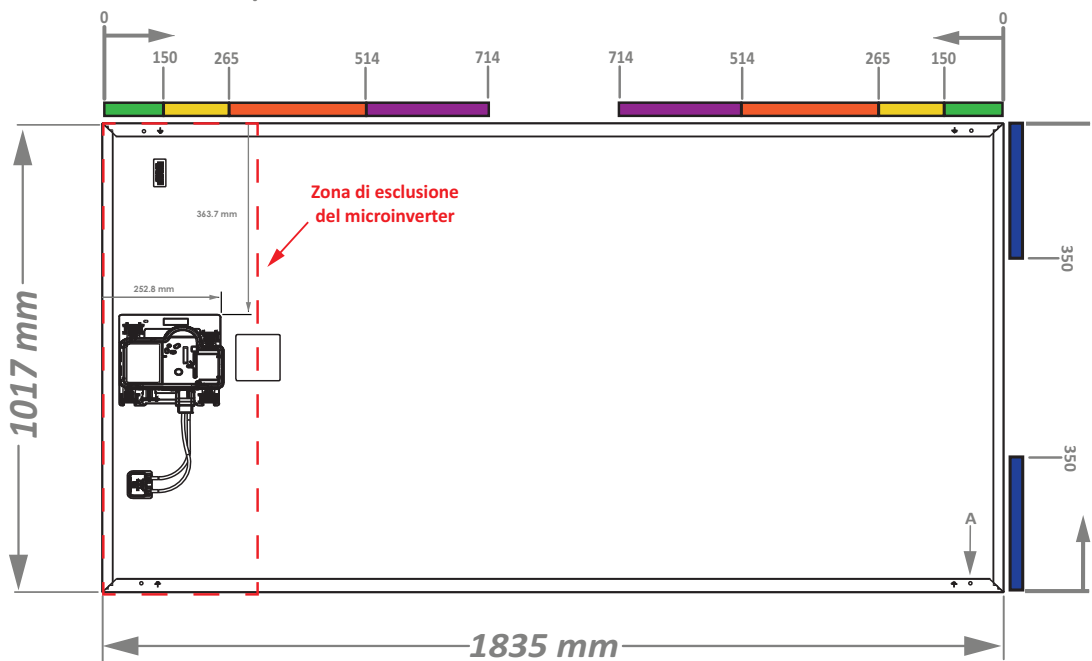 0
0
150
265
514
714
714
514
265
150
Zona di esclusione
del microinverter
363.7 mm
350
252.8 mm
1017 mm
350
A
1835 mm